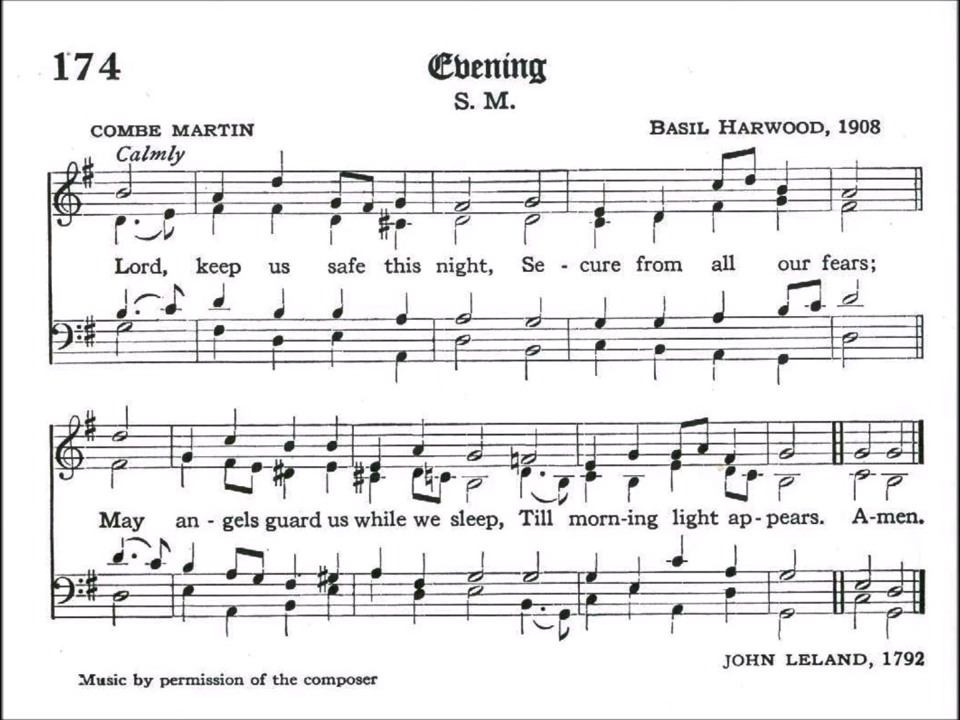 174
Evening
S. M.
COMBE MARTIN
BASIL HARWOOD, 1908
Calmly
Lord, keep us safe this night, Se - cure from all our fears;
May an - gels guard us while we sleep, Till morn-ing light ap - pears. A-men.
JOHN LELAND, 1792
Music by permission of the composer